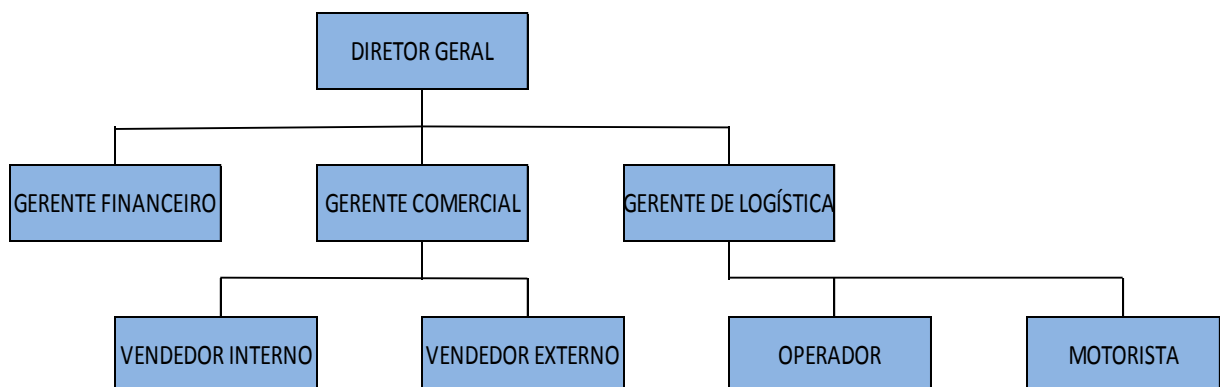 DIRETOR GERAL
GERENTE FINANCEIRO
GERENTE COMERCIAL
GERENTE DE LOGÍSTICA
VENDEDOR INTERNO
VENDEDOR EXTERNO
OPERADOR
MOTORISTA